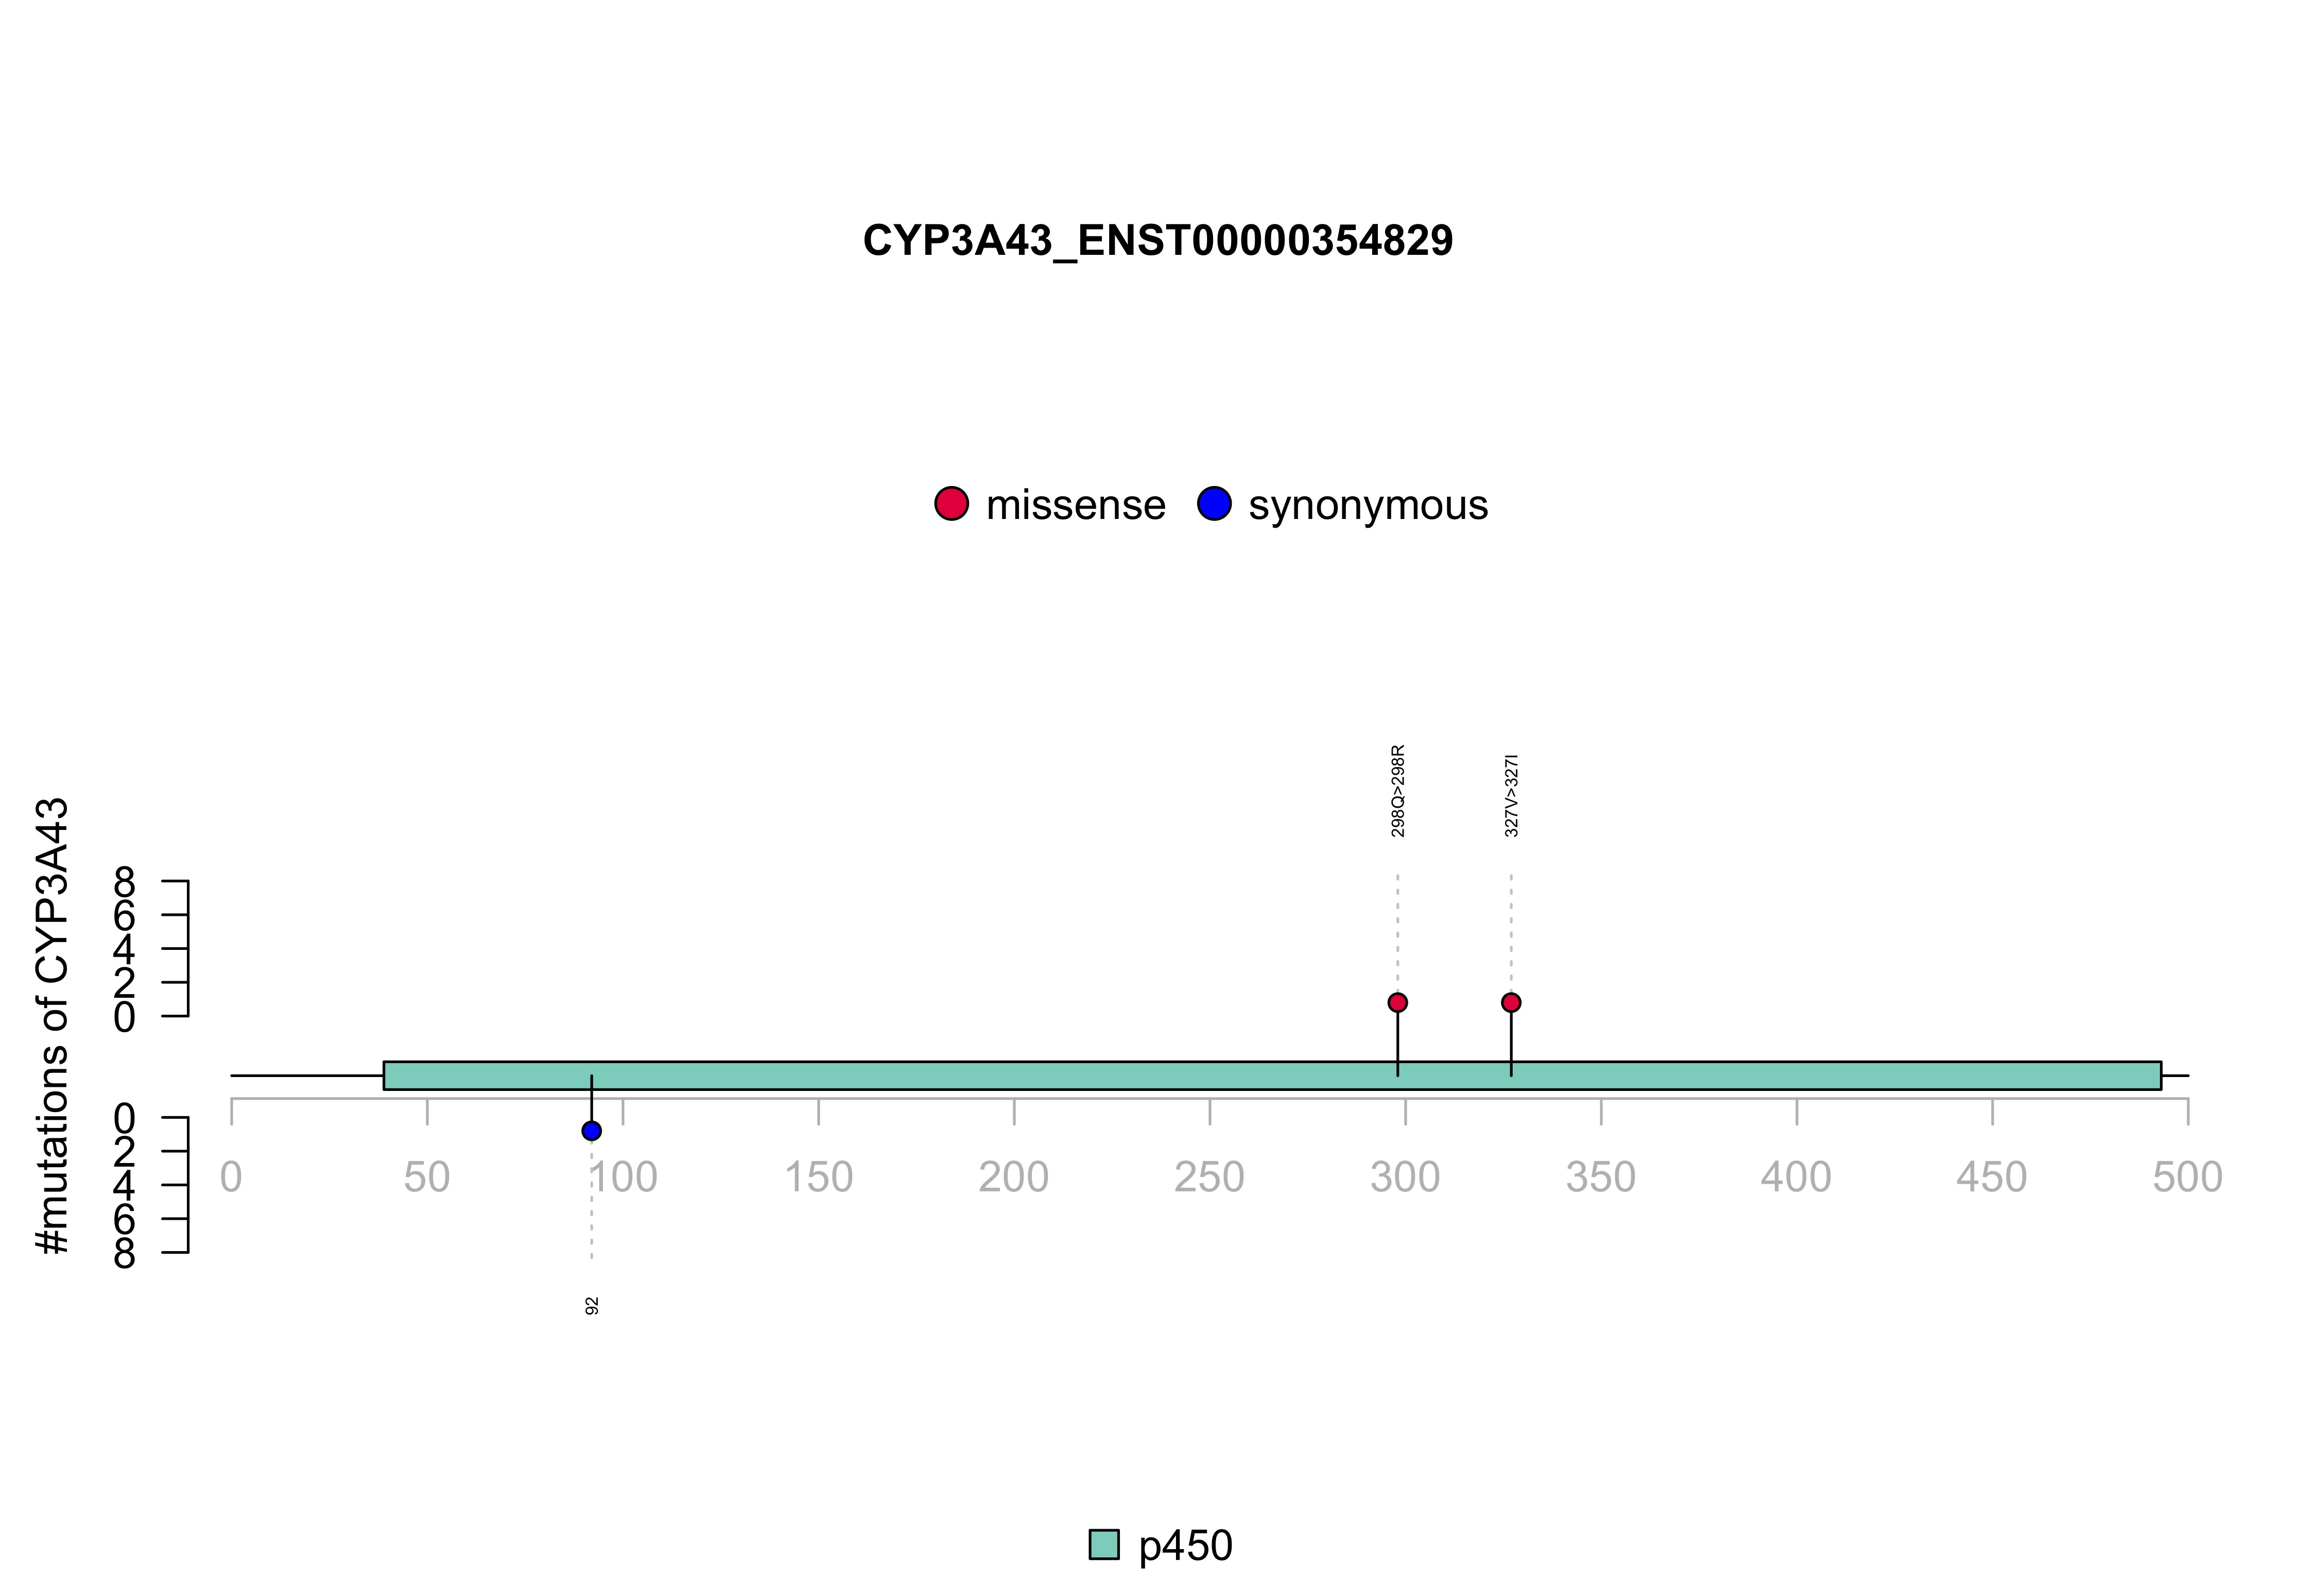 CYP3A43_ENST00000354829
missense synonymous
298Q>298R
327V>327I
#mutations of CYP3A43
8
6
4
2
0
0
2
4
6
8
0 50 100 150 200 250 300 350 400 450 500
92
p450